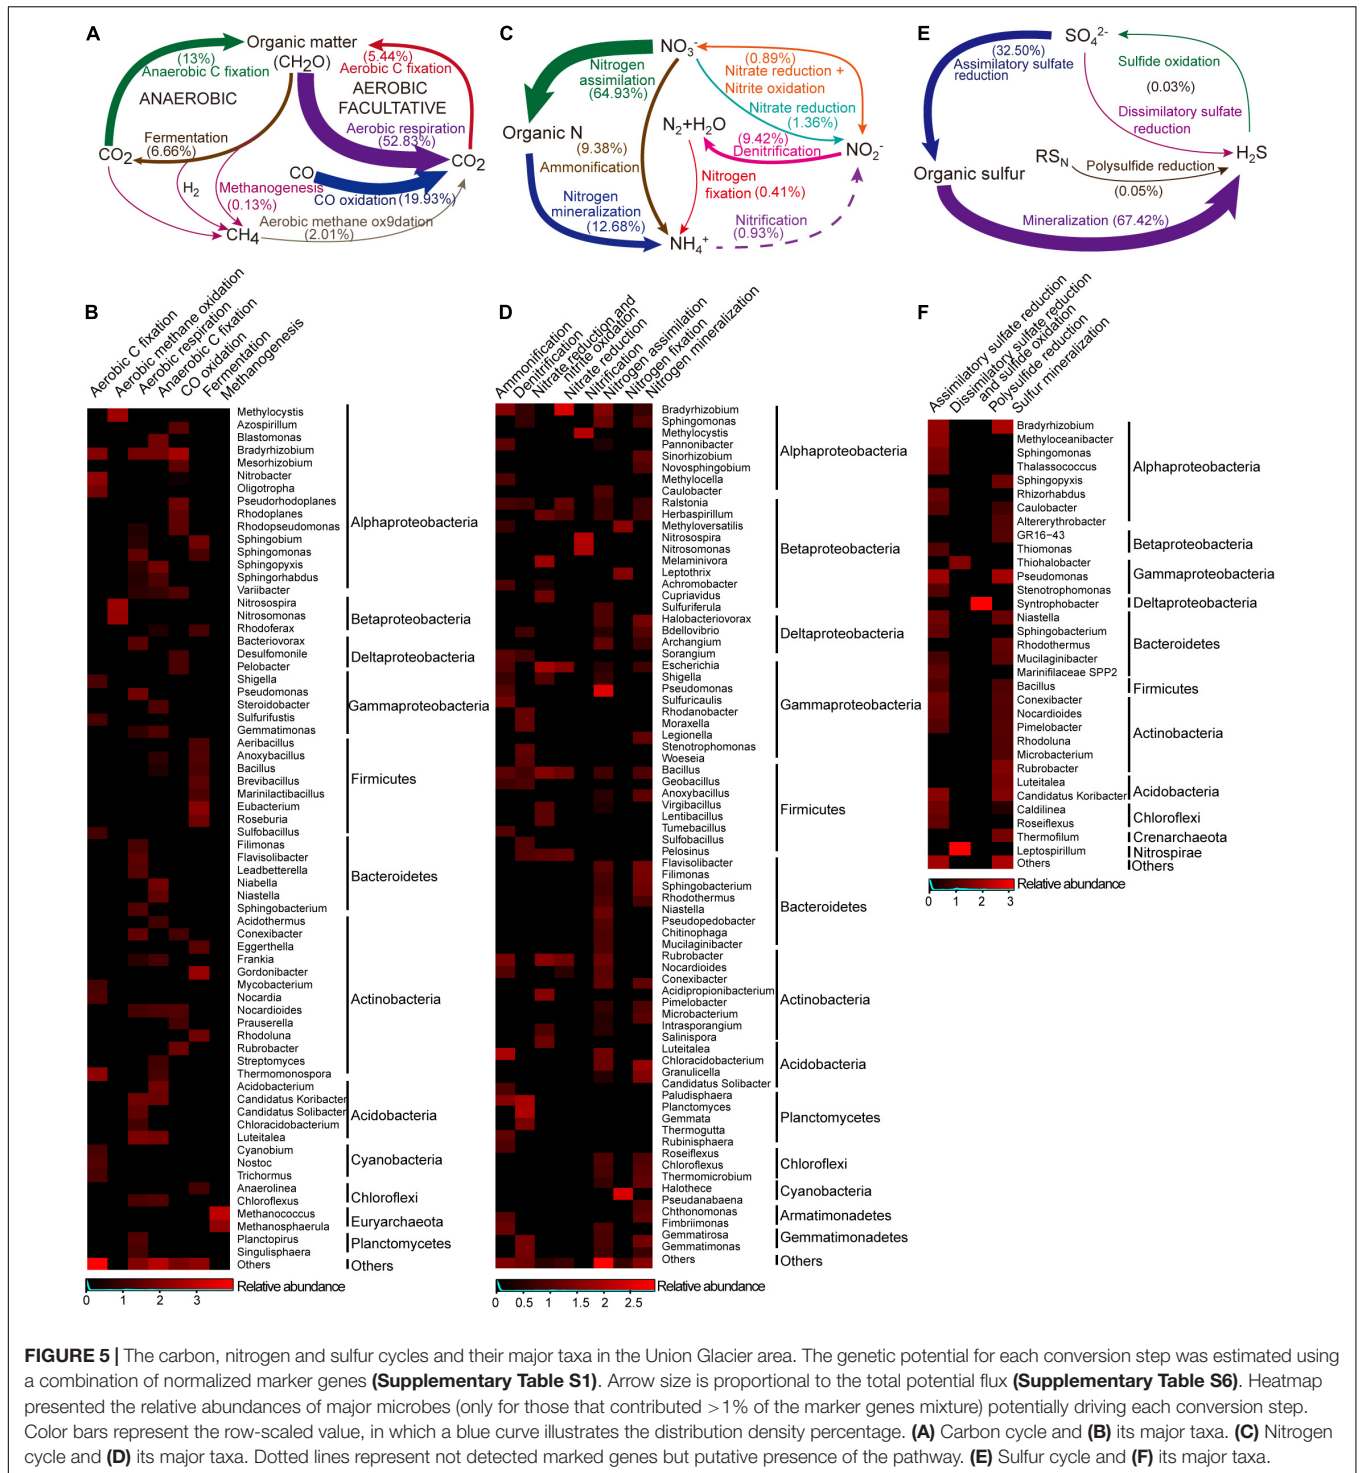 A
Organic matter
(CH2O)
(13%)
Anaerobic C fixation
(5.44%)
Aerobic C fixation
ANAEROBIC
AEROBIC
FACULTATIVE
Fermentation
(6.66%)
Aerobic respiration
(52.83%)
CO2
CO2
H2
CO
Methanogenesis
(0.13%)
CO oxidation (19.93%)
Aerobic methane ox9dation
(2.01%)
CH4
C
NO3-
Nitrogen
assimilation
(64.93%)
(0.89%)
Nitrate reduction +
Nitrite oxidation
Nitrate reduction
(1.36%)
Organic N
N2+H2O
(9.38%)
Ammonification
(9.42%)
Denitrification
NO2-
Nitrogen
fixation (0.41%)
Nitrogen
mineralization
(12.68%)
Nitrification
(0.93%)
NH4+
E
SO42-
(32.50%)
Assimilatory sulfate
reduction
Sulfide oxidation
(0.03%)
Dissimilatory sulfate
reduction
RSN
H2S
Polysulfide reduction
(0.05%)
Organic sulfur
Mineralization (67.42%)
B
Aerobic C fixation
Aerobic methane oxidation
Aerobic respiration
Anaerobic C fixation
CO oxidation
Fermentation
Methanogenesis
Methylocystis
Azospirillum
Blastomonas
Bradyrhizobium
Mesorhizobium
Nitrobacter
Oligotropha
Pseudorhodoplanes
Rhodoplanes
Rhodopseudomonas
Sphingobium
Sphingomonas
Sphingopyxis
Sphingorhabdus
Variibacter
Nitrosospira
Nitrosomonas
Rhodoferax
Bacteriovorax
Desulfomonile
Pelobacter
Shigella
Pseudomonas
Steroidobacter
Sulfurifustis
Gemmatimonas
Aeribacillus
Anoxybacillus
Bacillus
Brevibacillus
Marinilactibacillus
Eubacterium
Roseburia
Sulfobacillus
Filimonas
Flavisolibacter
Leadbetterella
Niabella
Niastella
Sphingobacterium
Acidothermus
Conexibacter
Eggerthella
Frankia
Gordonibacter
Mycobacterium
Nocardia
Nocardioides
Prauserella
Rhodoluna
Rubrobacter
Streptomyces
Thermomonospora
Acidobacterium
Candidatus Koribacter
Candidatus Solibacter
Chloracidobacterium
Luteitalea
Cyanobium
Nostoc
Trichormus
Anaerolinea
Chloroflexus
Methanococcus
Methanosphaerula
Planctopirus
Singulisphaera
Others
Alphaproteobacteria
Betaproteobacteria
Deltaproteobacteria
Gammaproteobacteria
Firmicutes
Bacteroidetes
Actinobacteria
Acidobacteria
Cyanobacteria
Chloroflexi
Euryarchaeota
Planctomycetes
Others
Relative abundance
0 1 2 3
D
Ammonification
Denitrification
Nitrate reduction and
nitrite oxidation
Nitrate reduction
Nitrification
Nitrogen assimilation
Nitrogen fixation
Nitrogen mineralization
Bradyrhizobium
Sphingomonas
Methylocystis
Pannonibacter
Sinorhizobium
Novosphingobium
Methylocella
Caulobacter
Ralstonia
Herbaspirillum
Methyloversatilis
Nitrosospira
Nitrosomonas
Melaminivora
Leptothrix
Achromobacter
Cupriavidus
Sulfuriferula
Halobacteriovorax
Bdellovibrio
Archangium
Sorangium
Escherichia
Shigella
Pseudomonas
Sulfuricaulis
Rhodanobacter
Moraxella
Legionella
Stenotrophomonas
Woeseia
Bacillus
Geobacillus
Anoxybacillus
Virgibacillus
Lentibacillus
Tumebacillus
Sulfobacillus
Pelosinus
Flavisolibacter
Filimonas
Sphingobacterium
Rhodothermus
Niastella
Pseudopedobacter
Chitinophaga
Mucilaginibacter
Rubrobacter
Nocardioides
Conexibacter
Acidipropionibacterium
Pimelobacter
Microbacterium
Intrasporangium
Salinispora
Luteitalea
Chloracidobacterium
Granulicella
Candidatus Solibacter
Paludisphaera
Planctomyces
Gemmata
Thermogutta
Rubinisphaera
Roseiflexus
Chloroflexus
Thermomicrobium
Halothece
Pseudanabaena
Chthonomonas
Fimbriimonas
Gemmatirosa
Gemmatimonas
Others
Alphaproteobacteria
Betaproteobacteria
Deltaproteobacteria
Gammaproteobacteria
Firmicutes
Bacteroidetes
Actinobacteria
Acidobacteria
Planctomycetes
Chloroflexi
Cyanobacteria
Armatimonadetes
Gemmatimonadetes
Others
Relative abundance
0 0.5 1 1.5 2 2.5
F
Assimilatory sulfate reduction
Dissimilatory sulfate reduction
and sulfide oxidation
Polysulfide reduction
Sulfur mineralization
Bradyrhizobium
Methyloceanibacter
Sphingomonas
Thalassococcus
Sphingopyxis
Rhizorhabdus
Caulobacter
Altererythrobacter
GR16−43
Thiomonas
Thiohalobacter
Pseudomonas
Stenotrophomonas
Syntrophobacter
Niastella
Sphingobacterium
Rhodothermus
Mucilaginibacter
Marinifilaceae SPP2
Bacillus
Conexibacter
Nocardioides
Pimelobacter
Rhodoluna
Microbacterium
Rubrobacter
Luteitalea
Candidatus Koribacter
Caldilinea
Roseiflexus
Thermofilum
Leptospirillum
Others
Alphaproteobacteria
Betaproteobacteria
Gammaproteobacteria
Deltaproteobacteria
Bacteroidetes
Firmicutes
Actinobacteria
Acidobacteria
Chloroflexi
Crenarchaeota
Nitrospirae
Others
Relative abundance
0 1 2 3
FIGURE 5 | The carbon, nitrogen and sulfur cycles and their major taxa in the Union Glacier area. The genetic potential for each conversion step was estimated using
a combination of normalized marker genes (Supplementary Table S1). Arrow size is proportional to the total potential flux (Supplementary Table S6). Heatmap
presented the relative abundances of major microbes (only for those that contributed >1% of the marker genes mixture) potentially driving each conversion step.
Color bars represent the row-scaled value, in which a blue curve illustrates the distribution density percentage. (A) Carbon cycle and (B) its major taxa. (C) Nitrogen
cycle and (D) its major taxa. Dotted lines represent not detected marked genes but putative presence of the pathway. (E) Sulfur cycle and (F) its major taxa.